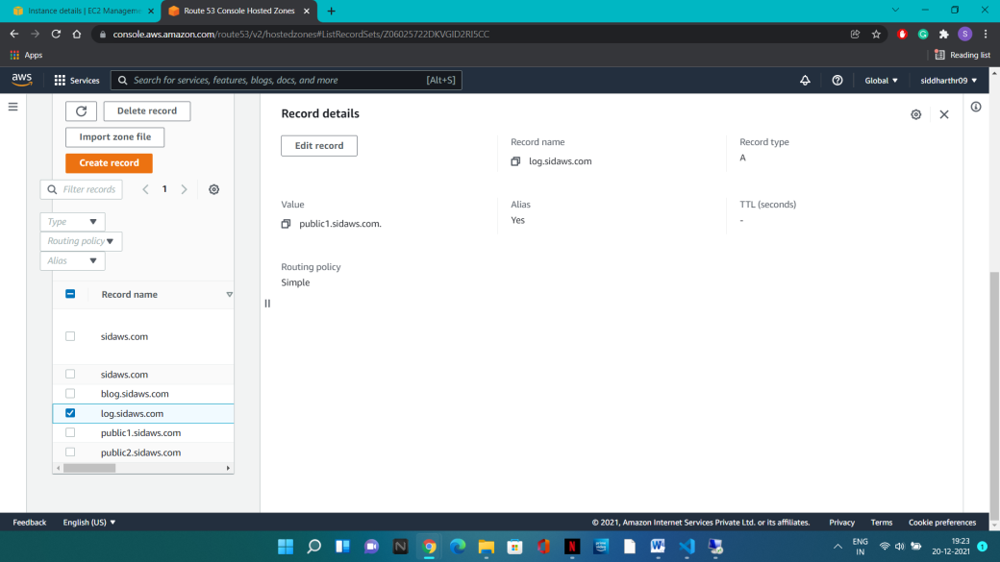 Instance details | EC2 Manageme
Route 53 Console Hosted Zones
console.aws.amazon.com/route53/v2/hostedzones#ListRecordSets/Z06025722DKVGID2RI5CC
S
Apps
Reading list
aws
Services
Search for services, features, blogs, docs, and more
[Alt+S]
Global
siddharthr09
Delete record
Import zone file
Create record
Filter records
1
Type
Routing policy
Alias
Record name
sidaws.com
sidaws.com
blog.sidaws.com
log.sidaws.com
public1.sidaws.com
public2.sidaws.com
Record details
Edit record
Record name
log.sidaws.com
Record type
A
Value
public1.sidaws.com.
Alias
Yes
TTL (seconds)
-
Routing policy
Simple
Feedback
English (US)
© 2021, Amazon Internet Services Private Ltd. or its affiliates.
Privacy
Terms
Cookie preferences
ENG
IN
19:23
20-12-2021
1